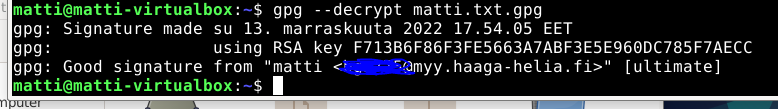 matti@matti-virtualbox:~$ gpg --decrypt matti.txt.gpg
gpg: Signature made su 13. marraskuuta 2022 17.54.05 EET
gpg:                using RSA key F713B6F86F3FE5663A7ABF3E5E960DC785F7AECC
gpg: Good signature from "matti < @myy.haaga-helia.fi>" [ultimate]
matti@matti-virtualbox:~$
mputer